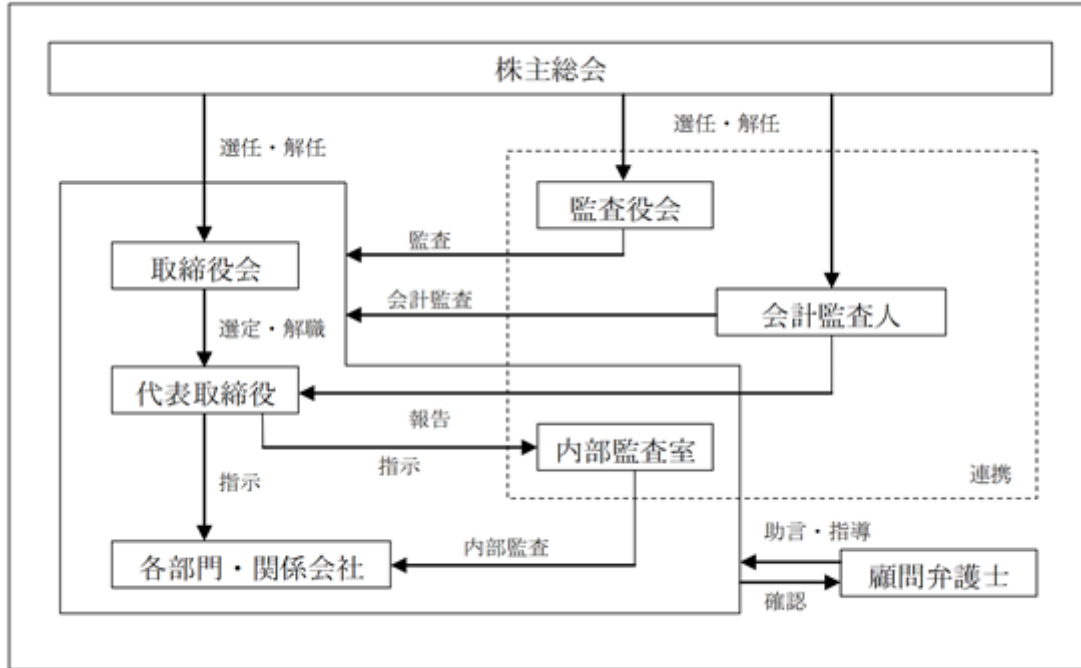 株主総会
選任・解任
選任・解任
監査役会
監査
取締役会
会計監査
会計監査人
選定・解職
代表取締役
報告
指示
内部監査室
連携
指示
助言・指導
内部監査
各部門・関係会社
顧問弁護士
確認